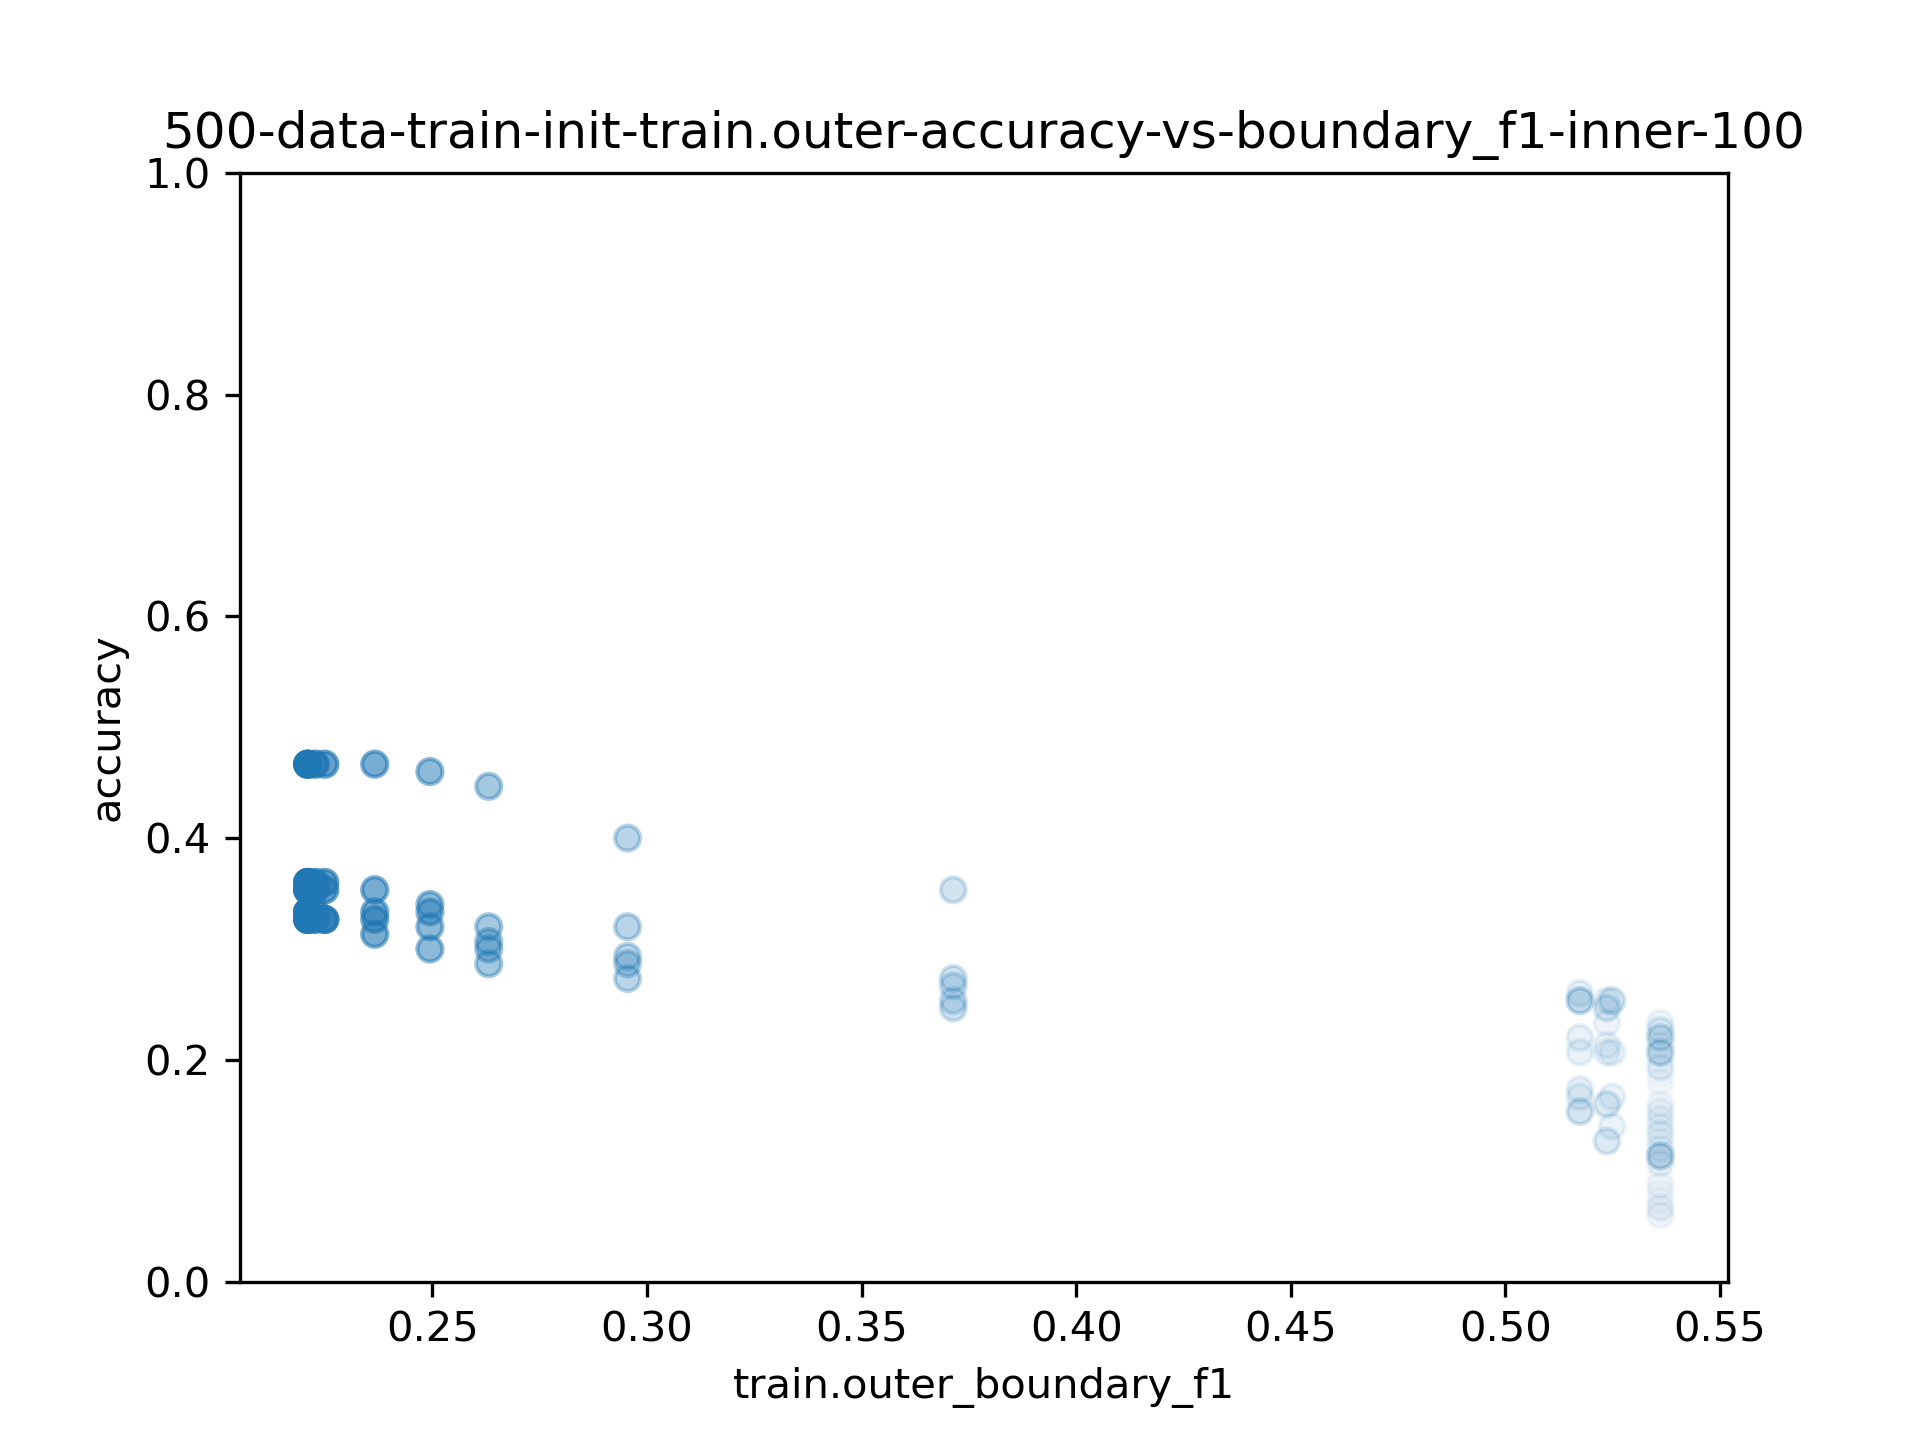 500-data-train-init-train.outer-accuracy-vs-boundary_f1-inner-100
1.0
0.8
0.6
0.4
0.2
0.0
accuracy
0.25 0.30 0.35 0.40 0.45 0.50 0.55
train.outer_boundary_f1